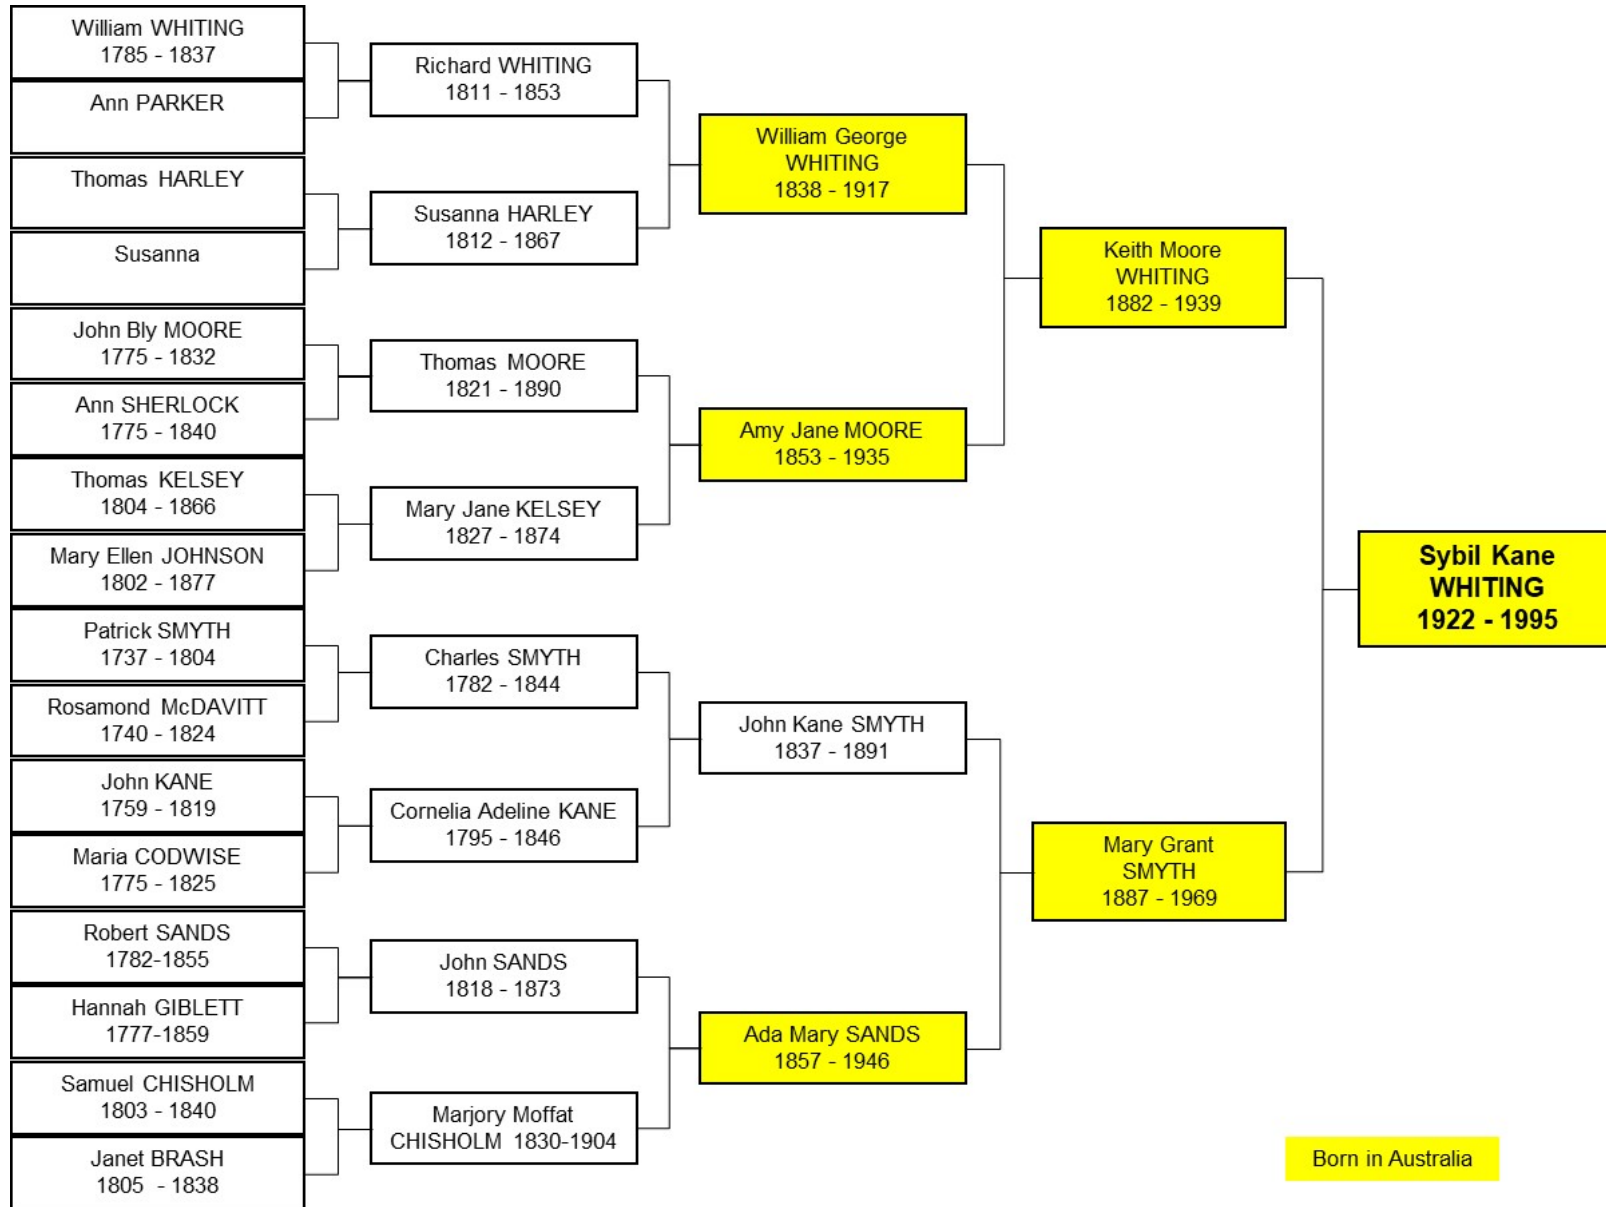 William WHITING
1785 - 1837
Ann PARKER
Thomas HARLEY
Susanna
John Bly MOORE
1775 - 1832
Ann SHERLOCK
1775 - 1840
Thomas KELSEY
1804 - 1866
Mary Ellen JOHNSON
1802 - 1877
Patrick SMYTH
1737 - 1804
Rosamond McDAVITT
1740 - 1824
John KANE
1759 - 1819
Maria CODWISE
1775 - 1825
Robert SANDS
1782-1855
Hannah GIBLETT
1777-1859
Samuel CHISHOLM
1803 - 1840
Janet BRASH
1805 - 1838
Richard WHITING
1811 - 1853
Susanna HARLEY
1812 - 1867
Thomas MOORE
1821 - 1890
Mary Jane KELSEY
1827 - 1874
Charles SMYTH
1782 - 1844
Cornelia Adeline KANE
1795 - 1846
John SANDS
1818 - 1873
Marjory Moffat
CHISHOLM 1830-1904
William George
WHITING
1838 - 1917
Amy Jane MOORE
1853 - 1935
John Kane SMYTH
1837 - 1891
Ada Mary SANDS
1857 - 1946
Keith Moore
WHITING
1882 - 1939
Mary Grant
SMYTH
1887 - 1969
Sybil Kane
WHITING
1922 - 1995
Born in Australia